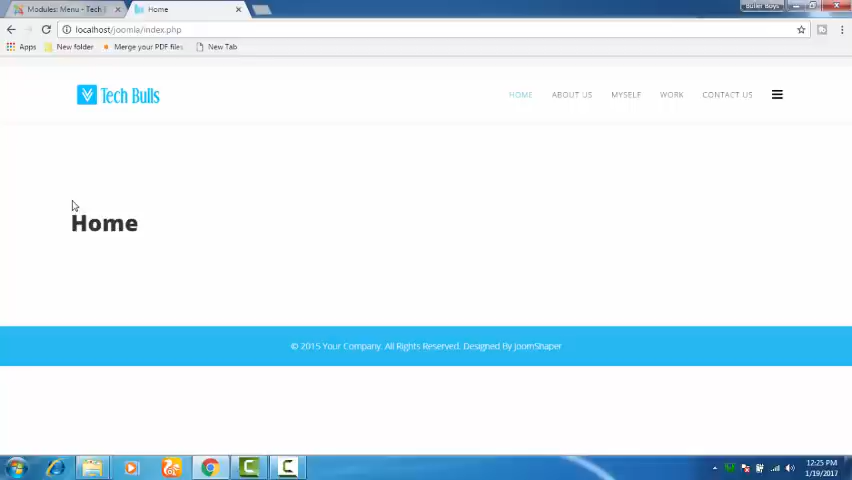 Modules: Menu - Tech
Home
Butler Boys
localhost/joomla/index.php
Apps
New folder
Merge your PDF files
New Tab
Tech Bulls
HOME
ABOUT US
MYSELF
WORK
CONTACT US
Home
© 2015 Your Company. All Rights Reserved. Designed By JoomShaper
12:25 PM
1/19/2017